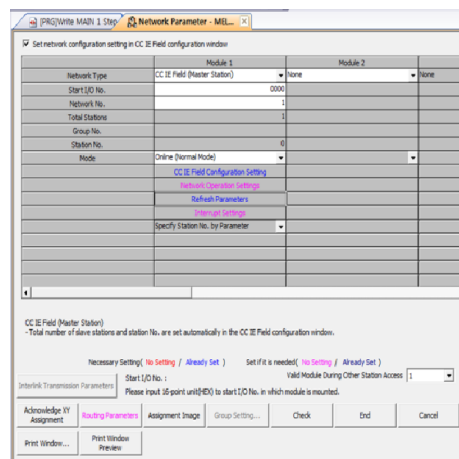 [PRG]Write MAIN 1 Step
Network Parameter - MEL...
Set network configuration setting in CC IE Field configuration window
Module 1 Module 2
Network Type CC IE Field (Master Station) None None
Start I/O No. 0000
Network No. 1
Total Stations 1
Group No.
Station No. 0
Mode Online (Normal Mode)
CC IE Field Configuration Setting
Network Operation Settings
Refresh Parameters
Interrupt Settings
Specify Station No. by Parameter
CC IE Field (Master Station)
- Total number of slave stations and station No. are set automatically in the CC IE Field configuration window.
Necessary Setting( No Setting / Already Set ) Set if it is needed( No Setting / Already Set )
Interlink Transmission Parameters
Start I/O No. :
Valid Module During Other Station Access 1
Please input 16-point unit(HEX) to start I/O No. in which module is mounted.
Acknowledge XY Assignment
Routing Parameters
Assignment Image
Group Setting...
Check
End
Cancel
Print Window...
Print Window Preview